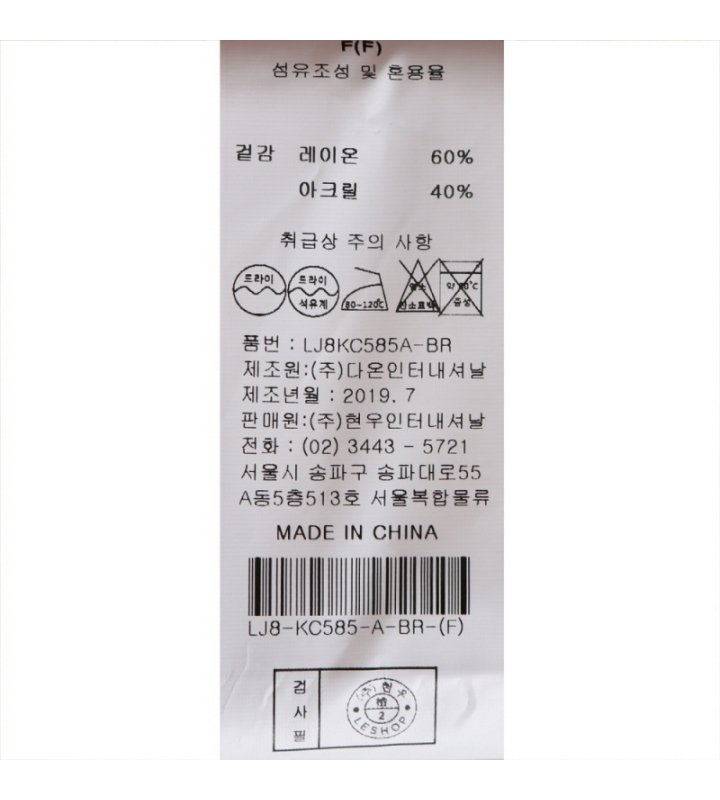 F(F)
섬유조성 및 혼용율
겉감 레이온 60%
아크릴 40%
취급상 주의 사항
드라이
드라이
석유계
80~120℃
염소
산소표백
약 30℃
중성
품번 : LJ8KC585A-BR
제조원:(주)다온인터내셔날
제조년월 : 2019. 7
판매원:(주)현우인터내셔날
전화 : (02) 3443 - 5721
서울시 송파구 송파대로55
A동5층513호 서울복합물류
MADE IN CHINA
LJ8-KC585-A-BR-(F)
검사필
(주)현우
2
LESHOP